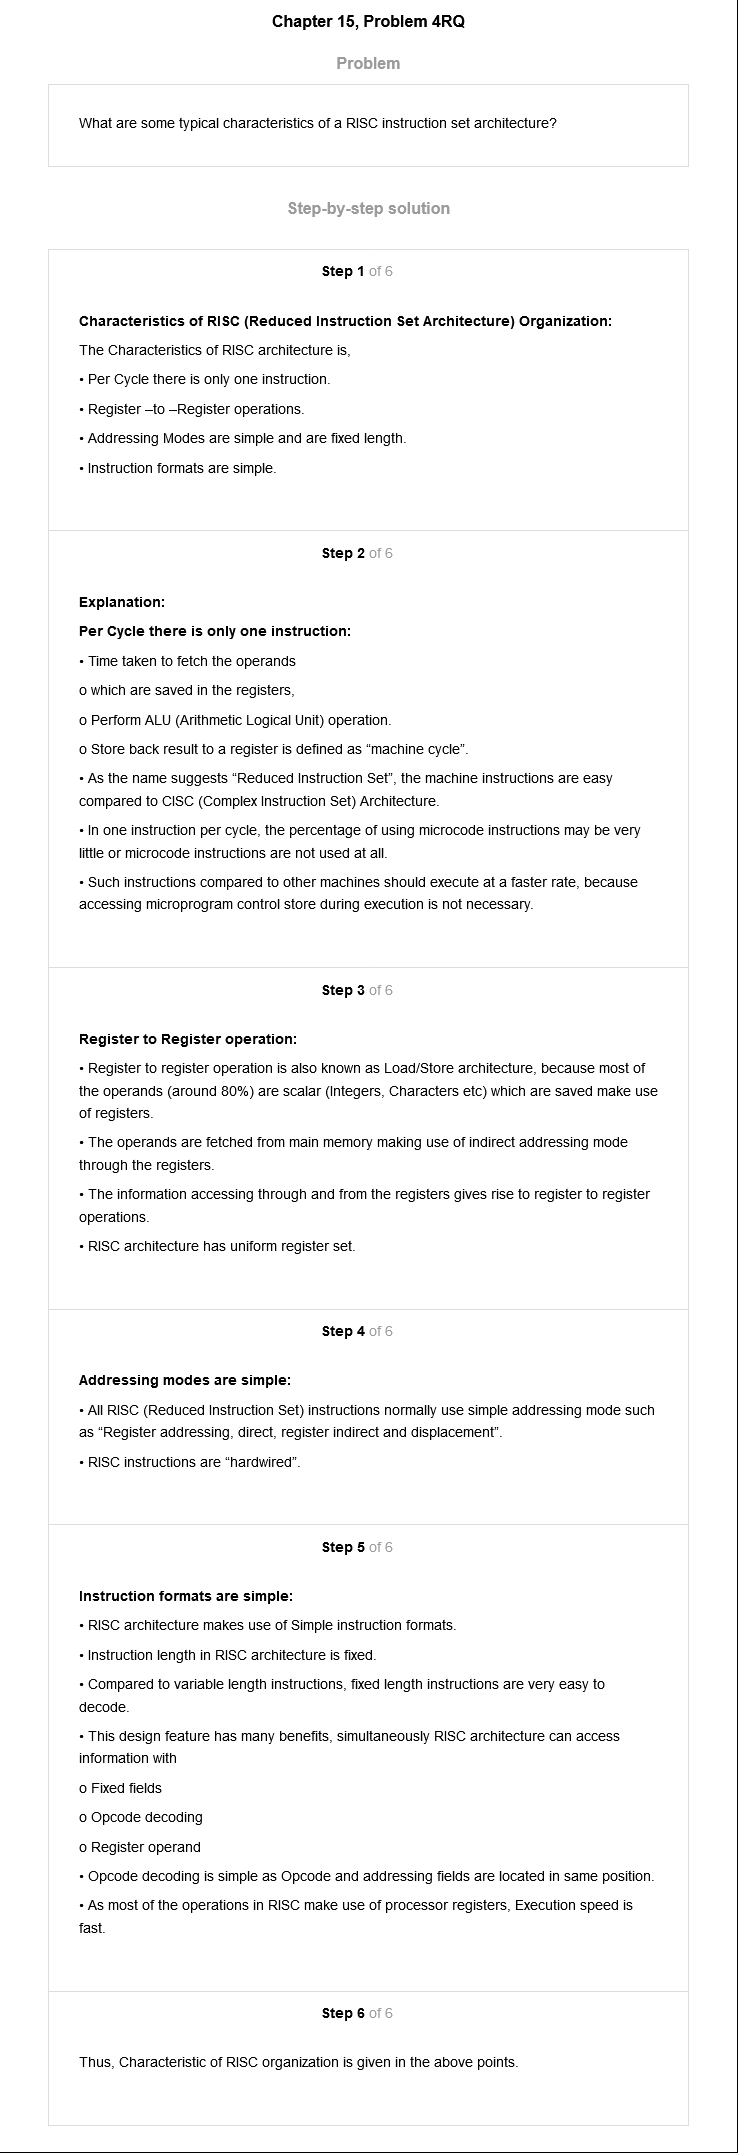 Chapter 15, Problem 4RQ
Problem
What are some typical characteristics of a RISC instruction set architecture?
Step-by-step solution
Step 1 of 6
Characteristics of RISC (Reduced Instruction Set Architecture) Organization:
The Characteristics of RISC architecture is,
• Per Cycle there is only one instruction.
• Register –to –Register operations.
• Addressing Modes are simple and are fixed length.
• Instruction formats are simple.
Step 2 of 6
Explanation:
Per Cycle there is only one instruction:
• Time taken to fetch the operands
o which are saved in the registers,
o Perform ALU (Arithmetic Logical Unit) operation.
o Store back result to a register is defined as “machine cycle”.
• As the name suggests “Reduced Instruction Set”, the machine instructions are easy
compared to CISC (Complex Instruction Set) Architecture.
• In one instruction per cycle, the percentage of using microcode instructions may be very
little or microcode instructions are not used at all.
• Such instructions compared to other machines should execute at a faster rate, because
accessing microprogram control store during execution is not necessary.
Step 3 of 6
Register to Register operation:
• Register to register operation is also known as Load/Store architecture, because most of
the operands (around 80%) are scalar (Integers, Characters etc) which are saved make use
of registers.
• The operands are fetched from main memory making use of indirect addressing mode
through the registers.
• The information accessing through and from the registers gives rise to register to register
operations.
• RISC architecture has uniform register set.
Step 4 of 6
Addressing modes are simple:
• All RISC (Reduced Instruction Set) instructions normally use simple addressing mode such
as “Register addressing, direct, register indirect and displacement”.
• RISC instructions are “hardwired”.
Step 5 of 6
Instruction formats are simple:
• RISC architecture makes use of Simple instruction formats.
• Instruction length in RISC architecture is fixed.
• Compared to variable length instructions, fixed length instructions are very easy to
decode.
• This design feature has many benefits, simultaneously RISC architecture can access
information with
o Fixed fields
o Opcode decoding
o Register operand
• Opcode decoding is simple as Opcode and addressing fields are located in same position.
• As most of the operations in RISC make use of processor registers, Execution speed is
fast.
Step 6 of 6
Thus, Characteristic of RISC organization is given in the above points.